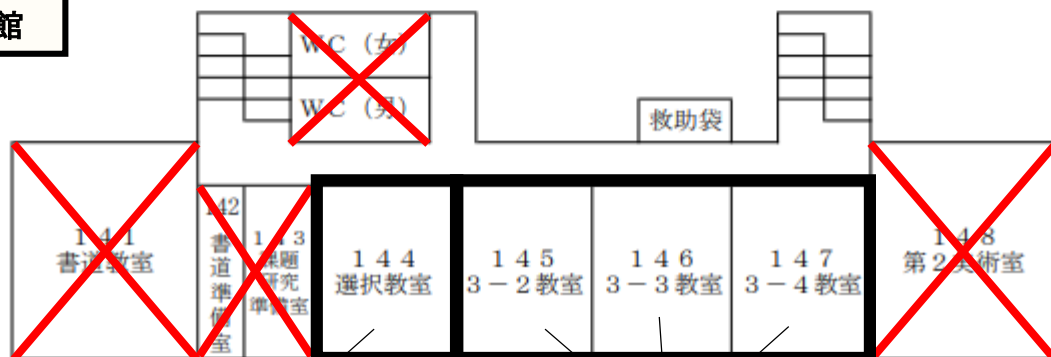 館
WC（女）
WC（男）
救助袋
141
書道教室
142
書道準備室
143
課題
研究
準備室
144
選択教室
145
3－2教室
146
3－3教室
147
3－4教室
148
第2美術室